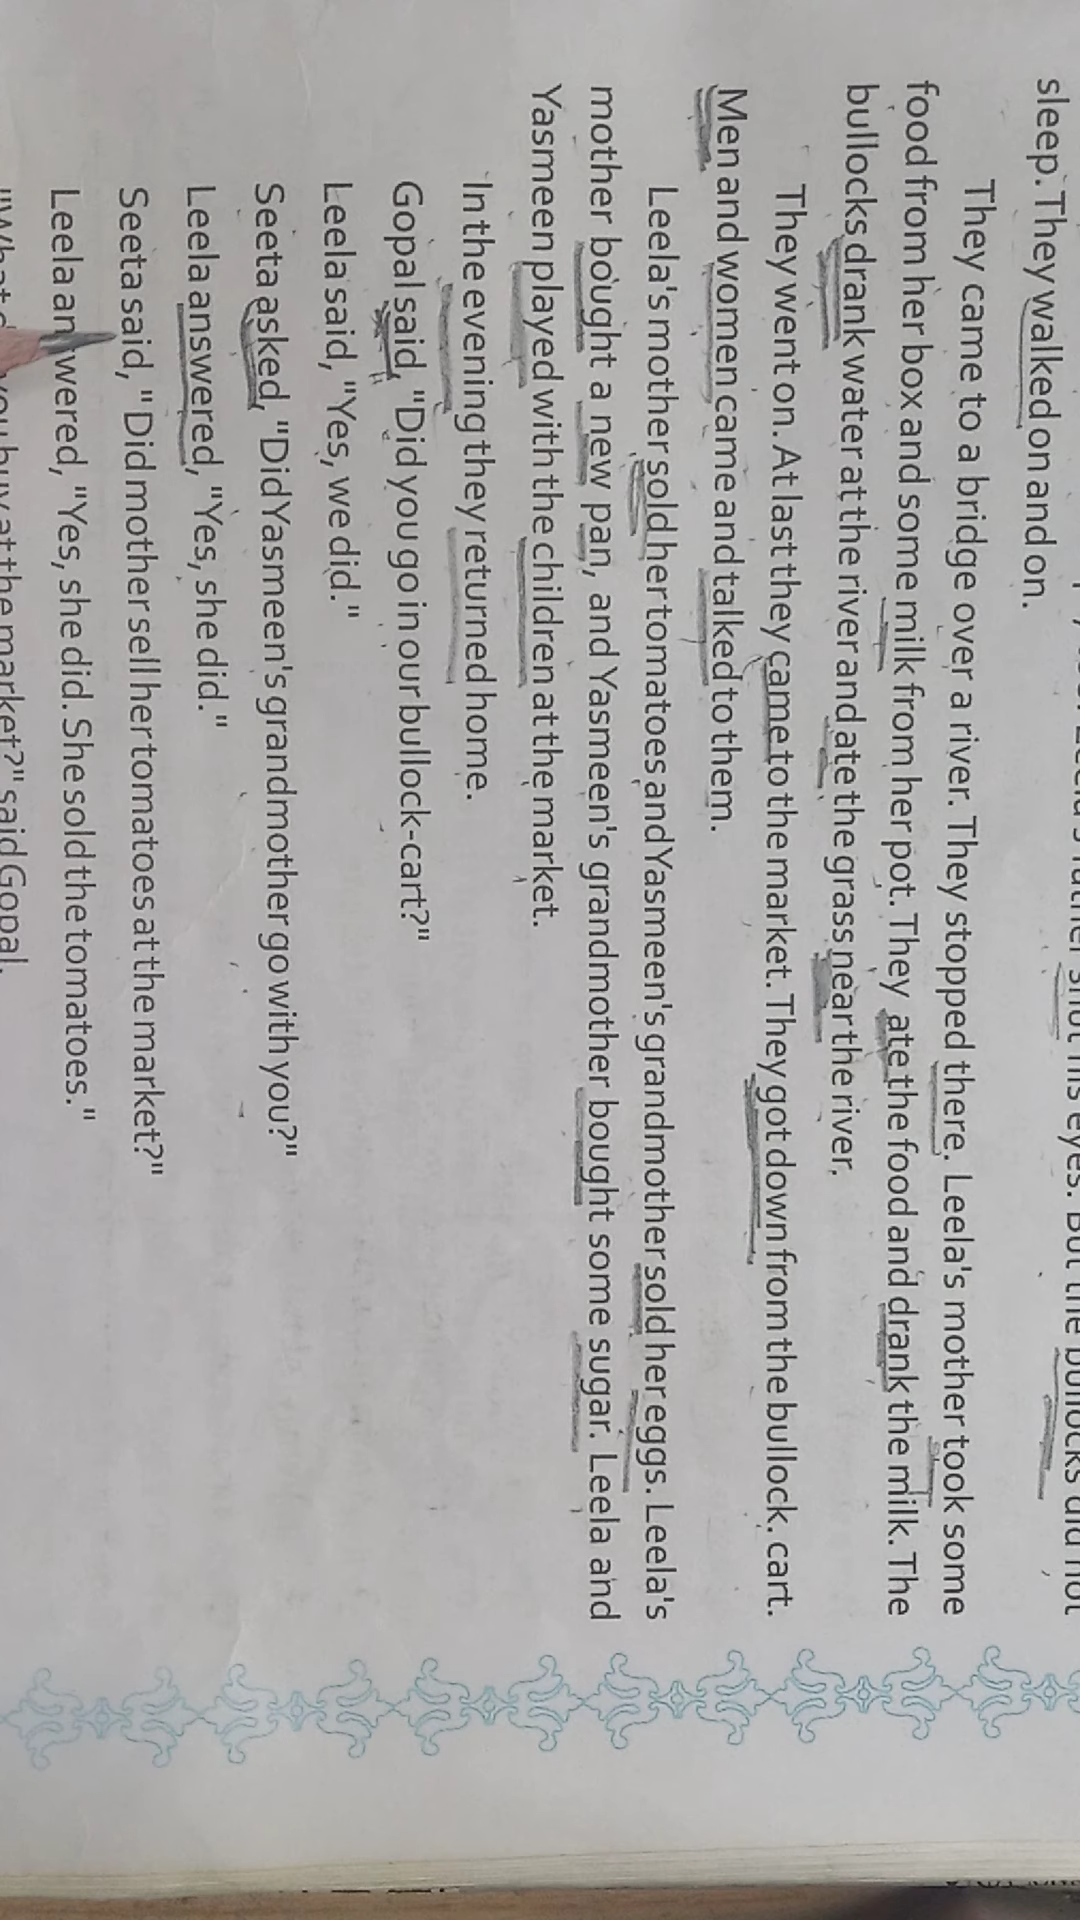 his eyes. But the bullocks did not
sleep. They walked on and on.
They came to a bridge over a river. They stopped there. Leela's mother took some
food from her box and some milk from her pot. They ate the food and drank the milk. The
bullocks drank water at the river and ate the grass near the river.
They went on. At last they came to the market. They got down from the bullock. cart.
Men and women came and talked to them.
Leela's mother sold her tomatoes and Yasmeen's grandmother sold her eggs. Leela's
mother bought a new pan, and Yasmeen's grandmother bought some sugar. Leela and
Yasmeen played with the children at the market.
In the evening they returned home.
Gopal said, "Did you go in our bullock-cart?"
Leela said, "Yes, we did."
Seeta asked, "Did Yasmeen's grandmother go with you?"
Leela answered, "Yes, she did."
Seeta said, "Did mother sell her tomatoes at the market?"
Leela answered, "Yes, she did. She sold the tomatoes."
you buy at the market?" said Gopal.